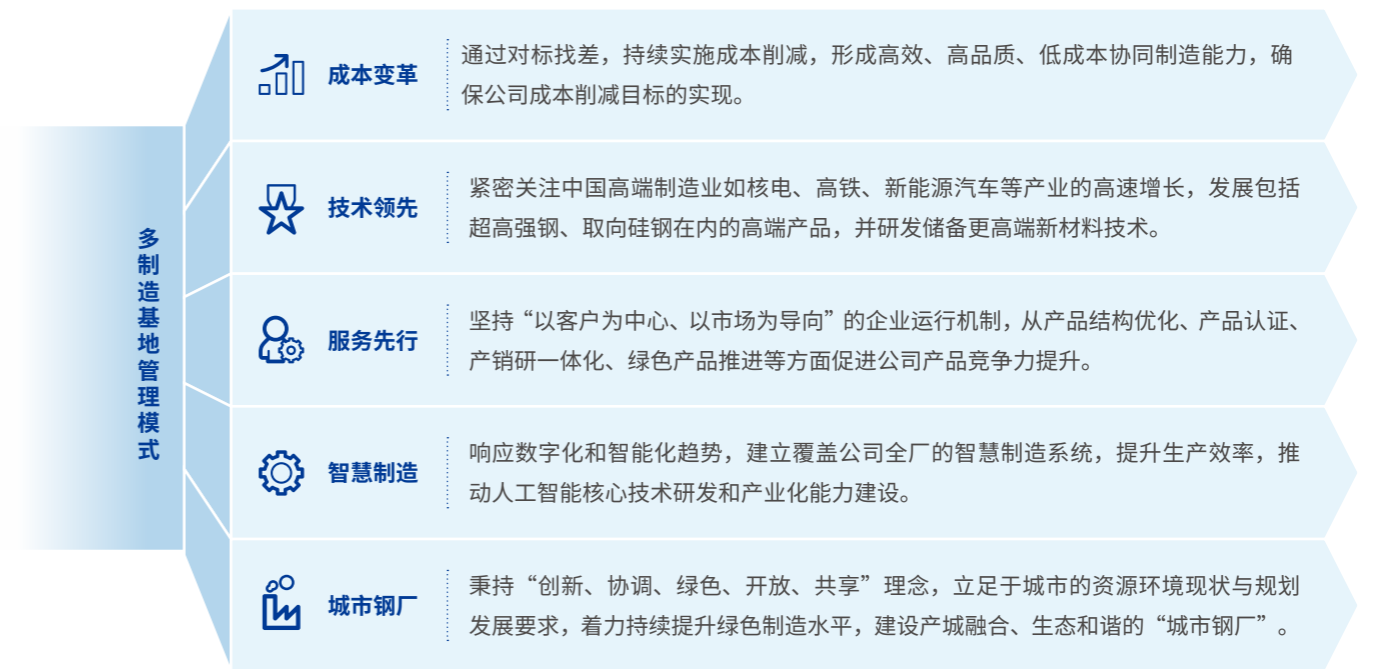 多制造基地管理模式
成本变革
通过对标找差，持续实施成本削减，形成高效、高品质、低成本协同制造能力，确
保公司成本削减目标的实现。
技术领先
紧密关注中国高端制造业如核电、高铁、新能源汽车等产业的高速增长，发展包括
超高强钢、取向硅钢在内的高端产品，并研发储备更高端新材料技术。
服务先行
坚持“以客户为中心、以市场为导向”的企业运行机制，从产品结构优化、产品认证、
产销研一体化、绿色产品推进等方面促进公司产品竞争力提升。
智慧制造
响应数字化和智能化趋势，建立覆盖公司全厂的智慧制造系统，提升生产效率，推
动人工智能核心技术研发和产业化能力建设。
城市钢厂
秉持“创新、协调、绿色、开放、共享”理念，立足于城市的资源环境现状与规划
发展要求，着力持续提升绿色制造水平，建设产城融合、生态和谐的“城市钢厂”。